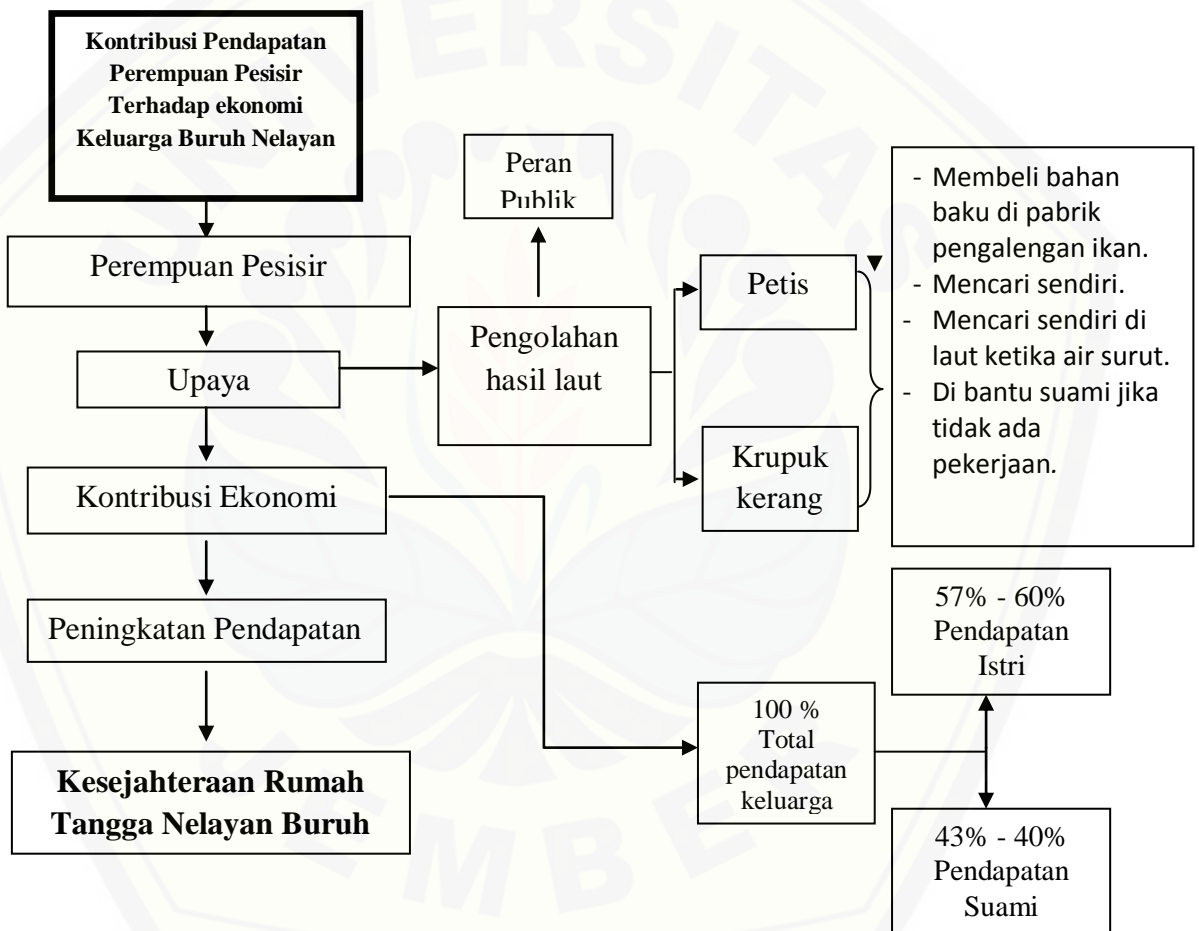 Kontribusi Pendapatan
Perempuan Pesisir
Terhadap ekonomi
Keluarga Buruh Nelayan
Perempuan Pesisir
Upaya
Kontribusi Ekonomi
Peningkatan Pendapatan
Kesejahteraan Rumah
Tangga Nelayan Buruh
Peran
Publik
Pengolahan
hasil laut
Petis
Krupuk
kerang
- Membeli bahan
baku di pabrik
pengalengan ikan.
- Mencari sendiri.
- Mencari sendiri di
laut ketika air surut.
- Di bantu suami jika
tidak ada
pekerjaan.
100 %
Total
pendapatan
keluarga
57% - 60%
Pendapatan
Istri
43% - 40%
Pendapatan
Suami
UNIVERSITAS
JEMBER